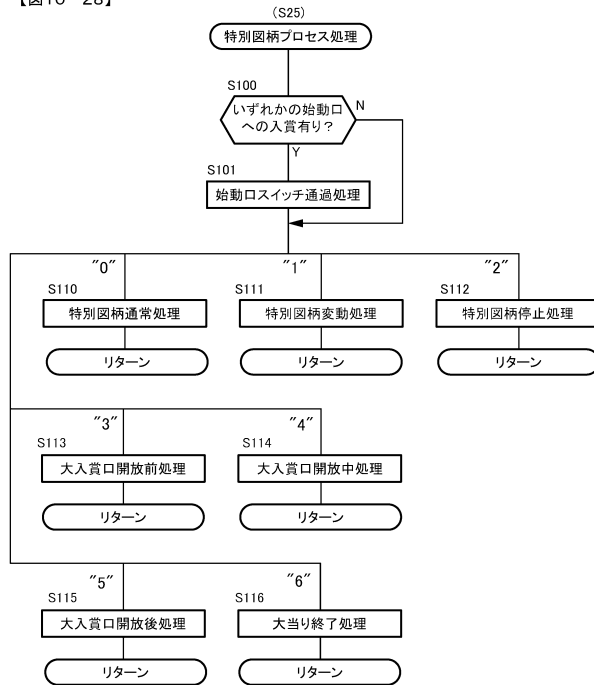 【図10-28】
(S25)
特別図柄プロセス処理
S100
いずれかの始動口
への入賞有り?
N
Y
S101
始動口スイッチ通過処理
"0"
"1"
"2"
S110
S111
S112
特別図柄通常処理
特別図柄変動処理
特別図柄停止処理
リターン
リターン
リターン
"3"
"4"
S113
S114
大入賞口開放前処理
大入賞口開放中処理
リターン
リターン
"5"
"6"
S115
S116
大入賞口開放後処理
大当り終了処理
リターン
リターン